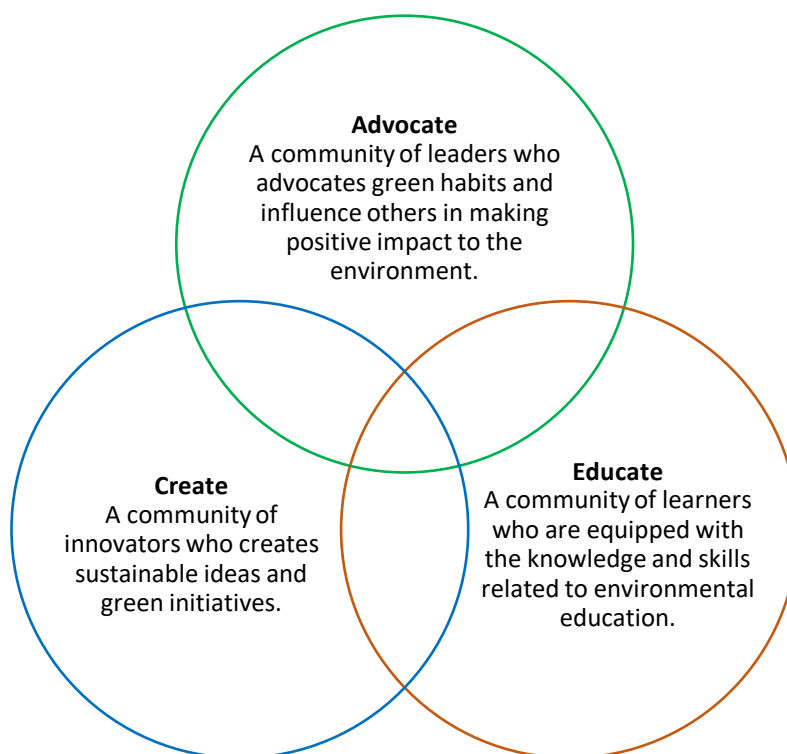 Advocate
A community of leaders who
advocates green habits and
influence others in making
positive impact to the
environment.
Create
A community of
innovators who creates
sustainable ideas and
green initiatives.
Educate
A community of learners
who are equipped with
the knowledge and skills
related to environmental
education.